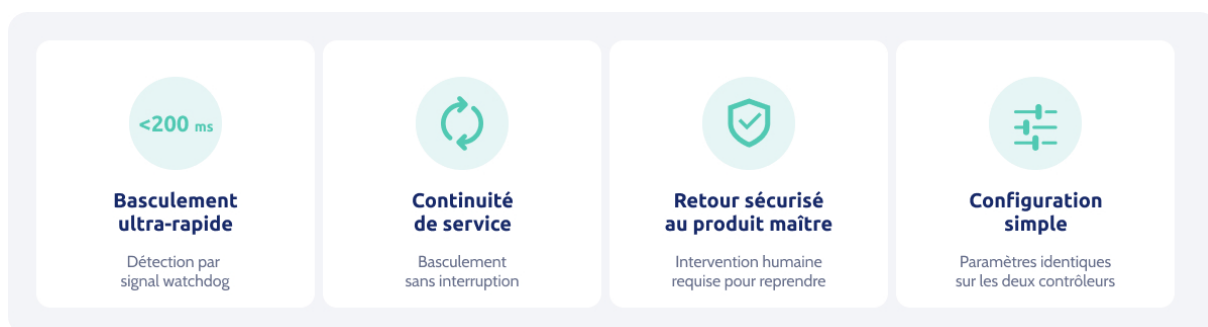 <200 ms
Basculement
ultra-rapide
Détection par
signal watchdog
Continuité
de service
Basculement
sans interruption
Retour sécurisé
au produit maître
Intervention humaine
requise pour reprendre
Configuration
simple
Paramètres identiques
sur les deux contrôleurs